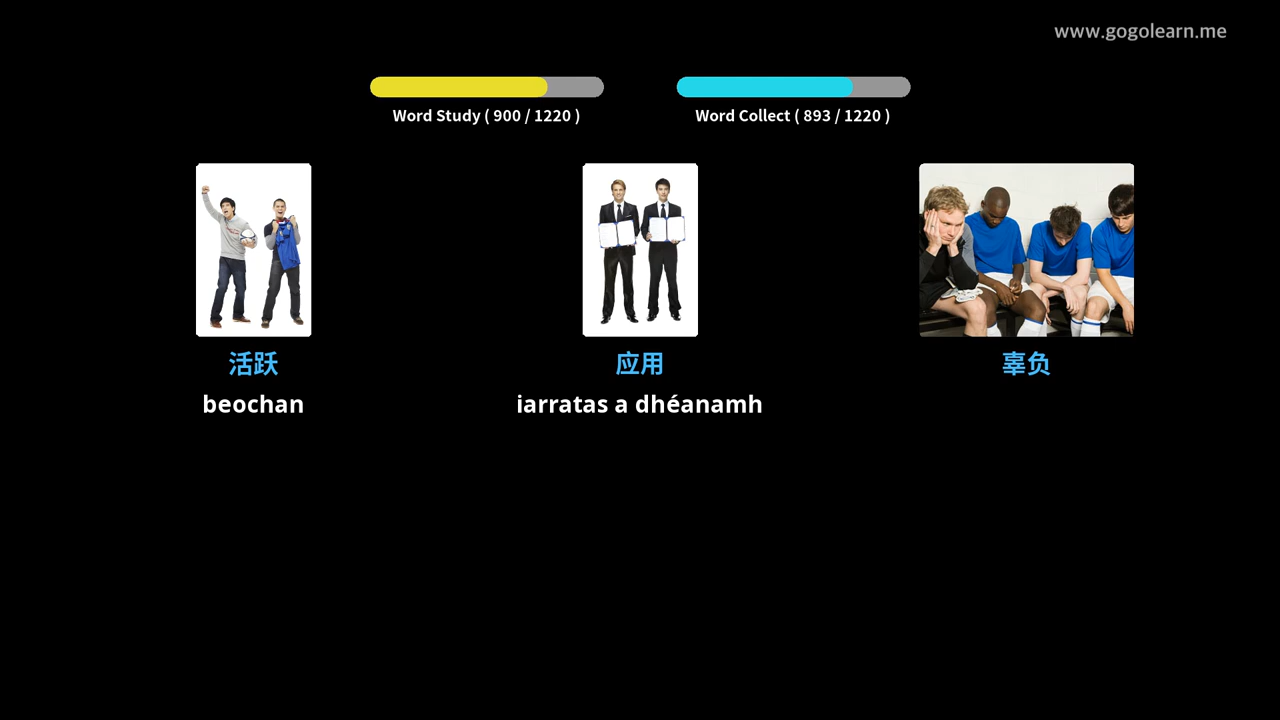 www.gogolearn.me
Word Study ( 900 / 1220 )
Word Collect ( 893 / 1220 )
活跃
应用
辜负
beochan
iarratas a dhéanamh